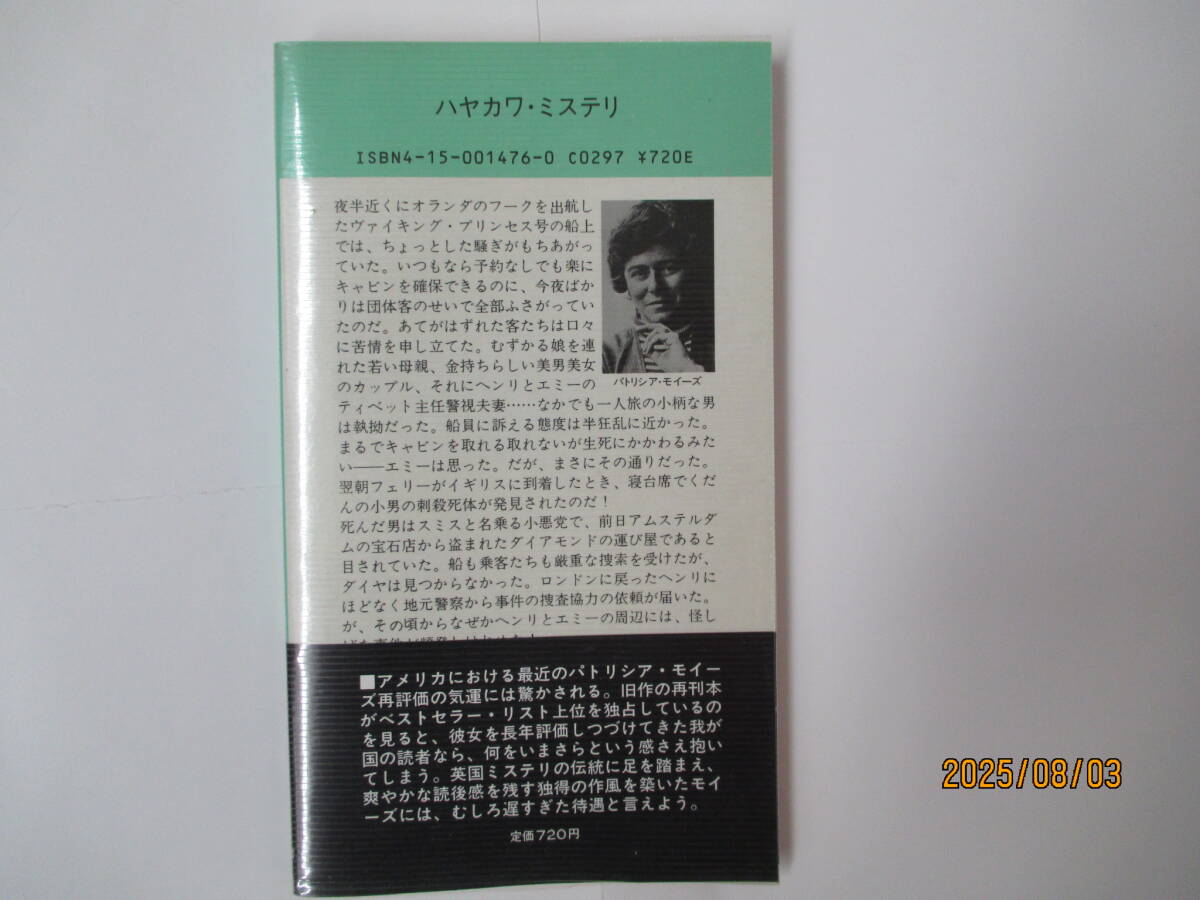 ハヤカワ・ミステリ
ISBN4-15-001476-0 C0297 ¥720E
夜半近くにオランダのフークを出航し
たヴァイキング・プリンセス号の船上
では、ちょっとした騒ぎがもちあがっ
ていた。いつもなら予約なしでも楽に
キャビンを確保できるのに、今夜ばか
りは団体客のせいで全部ふさがってい
たのだ。あてがはずれた客たちは口々
に苦情を申し立てた。むずかる娘を連
れた若い母親、金持ちらしい美男美女
のカップル、それにヘンリとエミーの
ティベット主任警視夫妻……なかでも一人旅の小柄な男
は執拗だった。船員に訴える態度は半狂乱に近かった。
まるでキャビンを取れる取れないが生死にかかわるみた
い――エミーは思った。だが、まさにその通りだった。
翌朝フェリーがイギリスに到着したとき、寝台席でくだ
んの小男の刺殺死体が発見されたのだ！
死んだ男はスミスと名乗る小悪党で、前日アムステルダ
ムの宝石店から盗まれたダイアモンドの運び屋であると
目されていた。船も乗客たちも厳重な捜索を受けたが、
ダイヤは見つからなかった。ロンドンに戻ったヘンリに
ほどなく地元警察から事件の捜査協力の依頼が届いた。
が、その頃からなぜかヘンリとエミーの周辺には、怪し
パトリシア・モイーズ
■アメリカにおける最近のパトリシア・モイー
ズ再評価の気運には驚かされる。旧作の再刊本
がベストセラー・リスト上位を独占しているの
を見ると、彼女を長年評価しつづけてきた我が
国の読者なら、何をいまさらという感さえ抱い
てしまう。英国ミステリの伝統に足を踏まえ、
爽やかな読後感を残す独得の作風を築いたモイ
ーズには、むしろ遅すぎた待遇と言えよう。
定価720円
2025/08/03